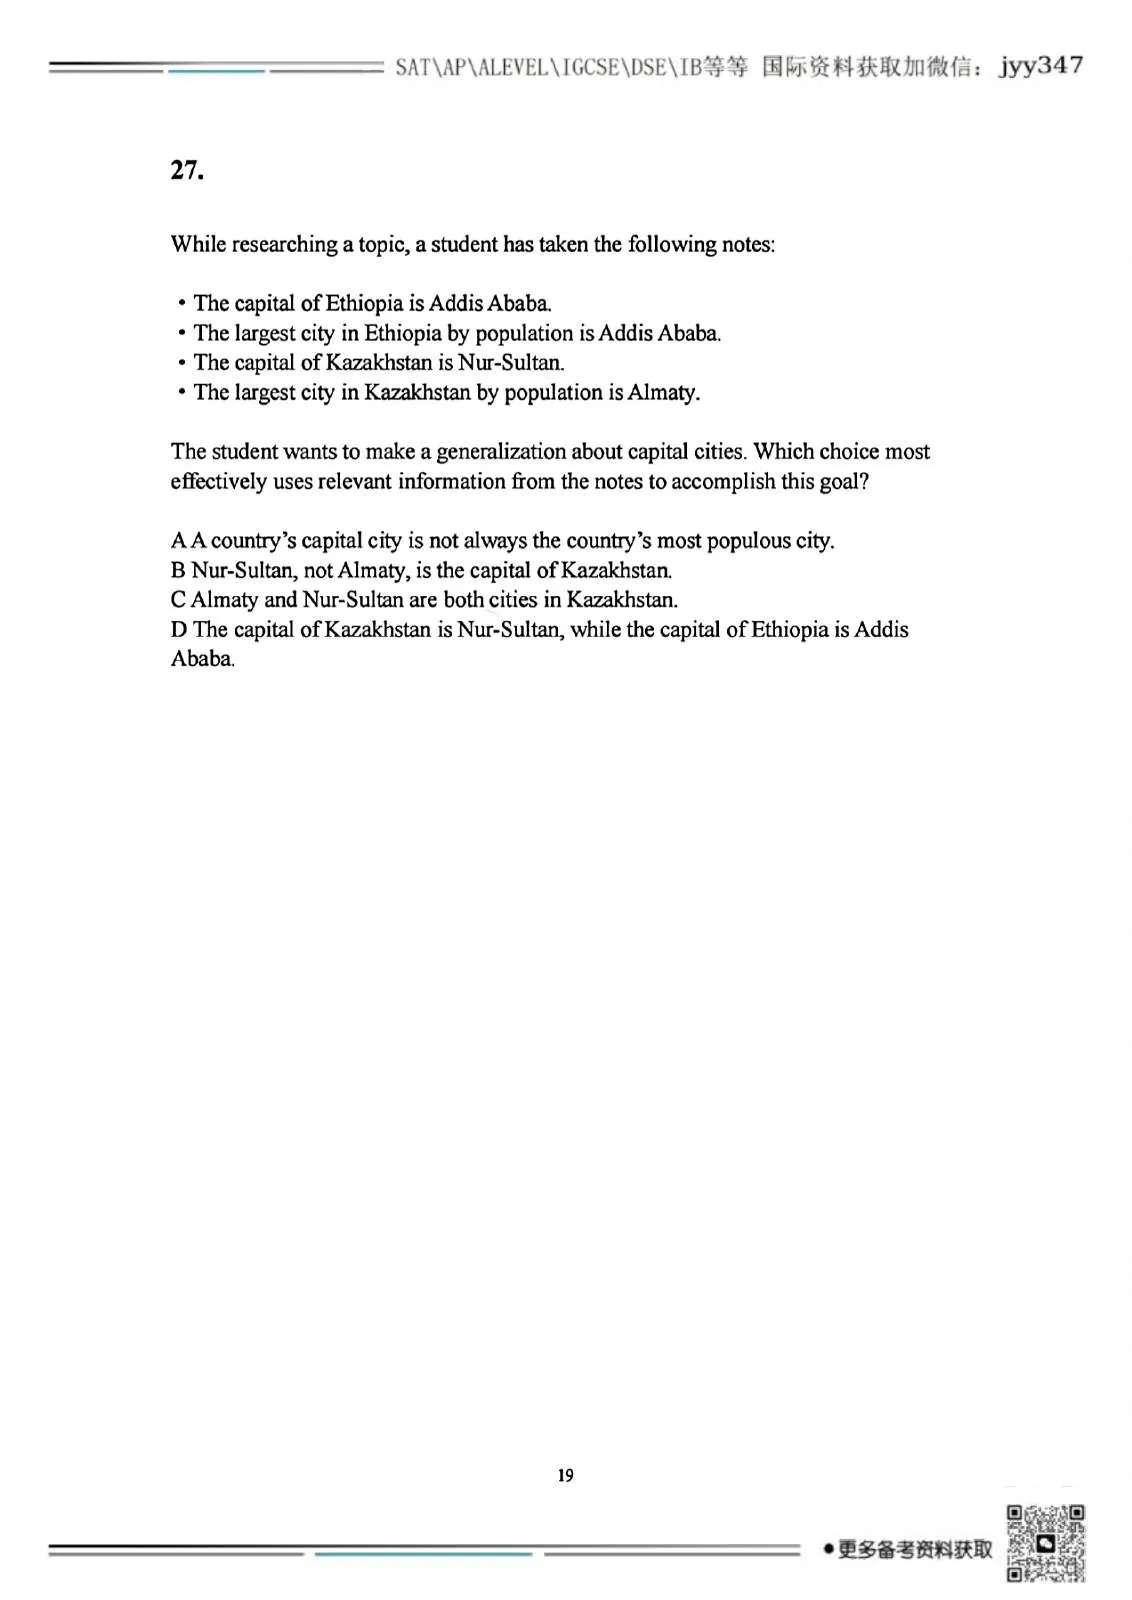 SAT\AP\ALEVEL\IGCSE\DSE\IB等等 国际资料获取加微信: jyy347
27.
While researching a topic, a student has taken the following notes:
• The capital of Ethiopia is Addis Ababa.
• The largest city in Ethiopia by population is Addis Ababa.
• The capital of Kazakhstan is Nur-Sultan.
• The largest city in Kazakhstan by population is Almaty.
The student wants to make a generalization about capital cities. Which choice most
effectively uses relevant information from the notes to accomplish this goal?
A A country's capital city is not always the country's most populous city.
B Nur-Sultan, not Almaty, is the capital of Kazakhstan.
C Almaty and Nur-Sultan are both cities in Kazakhstan.
D The capital of Kazakhstan is Nur-Sultan, while the capital of Ethiopia is Addis
Ababa.
19
●更多备考资料获取